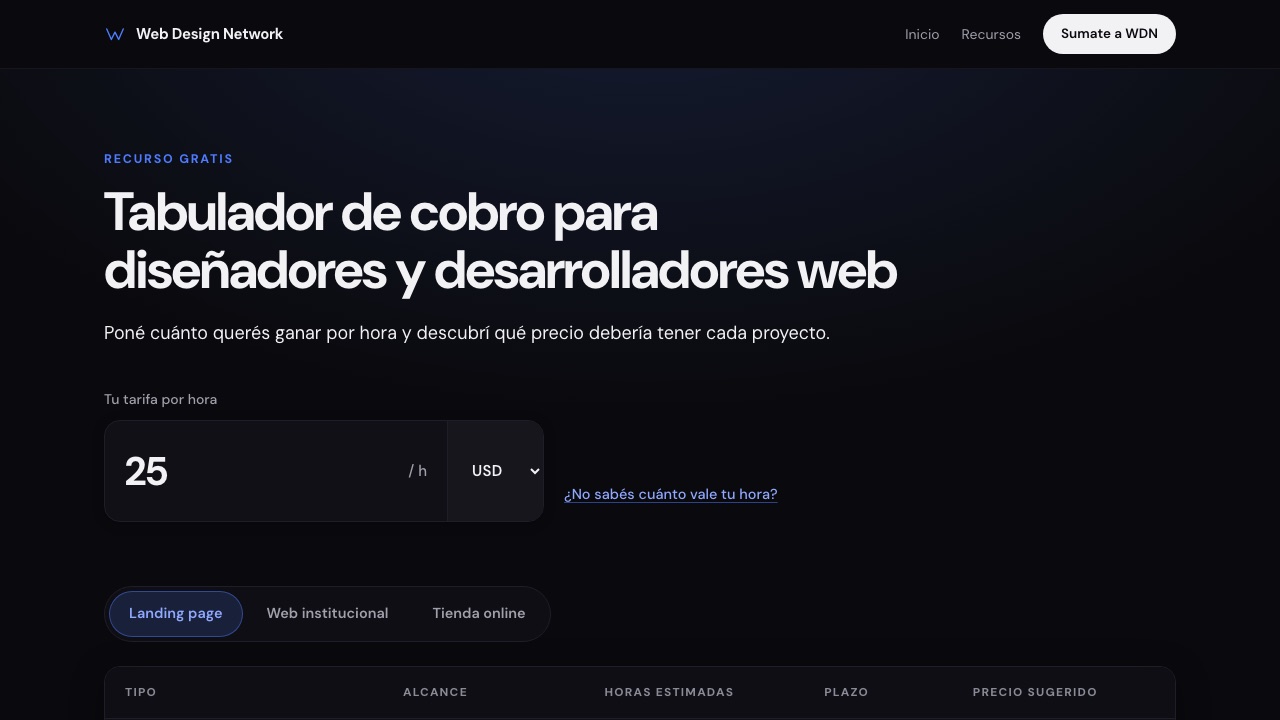 Web Design Network
Inicio
Recursos
Sumate a WDN
RECURSO GRATIS
Tabulador de cobro para
diseñadores y desarrolladores web
Poné cuánto querés ganar por hora y descubrí qué precio debería tener cada proyecto.
Tu tarifa por hora
25 / h USD
¿No sabés cuánto vale tu hora?
Landing page Web institucional Tienda online
TIPO ALCANCE HORAS ESTIMADAS PLAZO PRECIO SUGERIDO